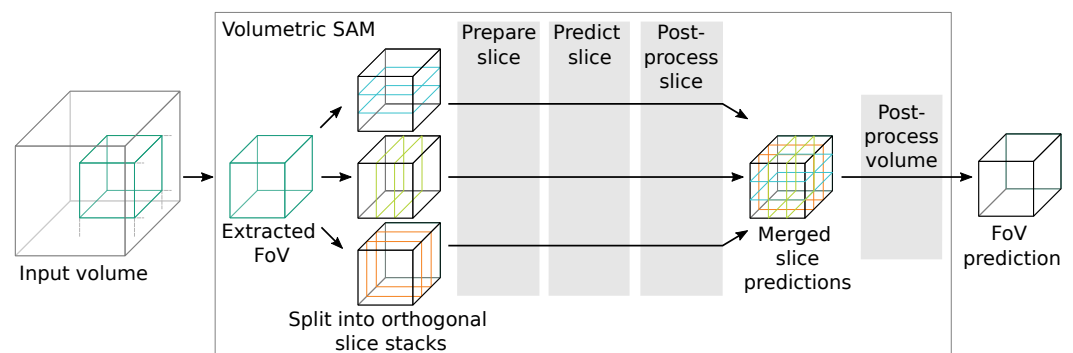 Volumetric SAM
Prepare
slice
Predict
slice
Post-
process
slice
Post-
process
volume
Input volume
Extracted
FoV
Split into orthogonal
slice stacks
Merged
slice
predictions
FoV
prediction